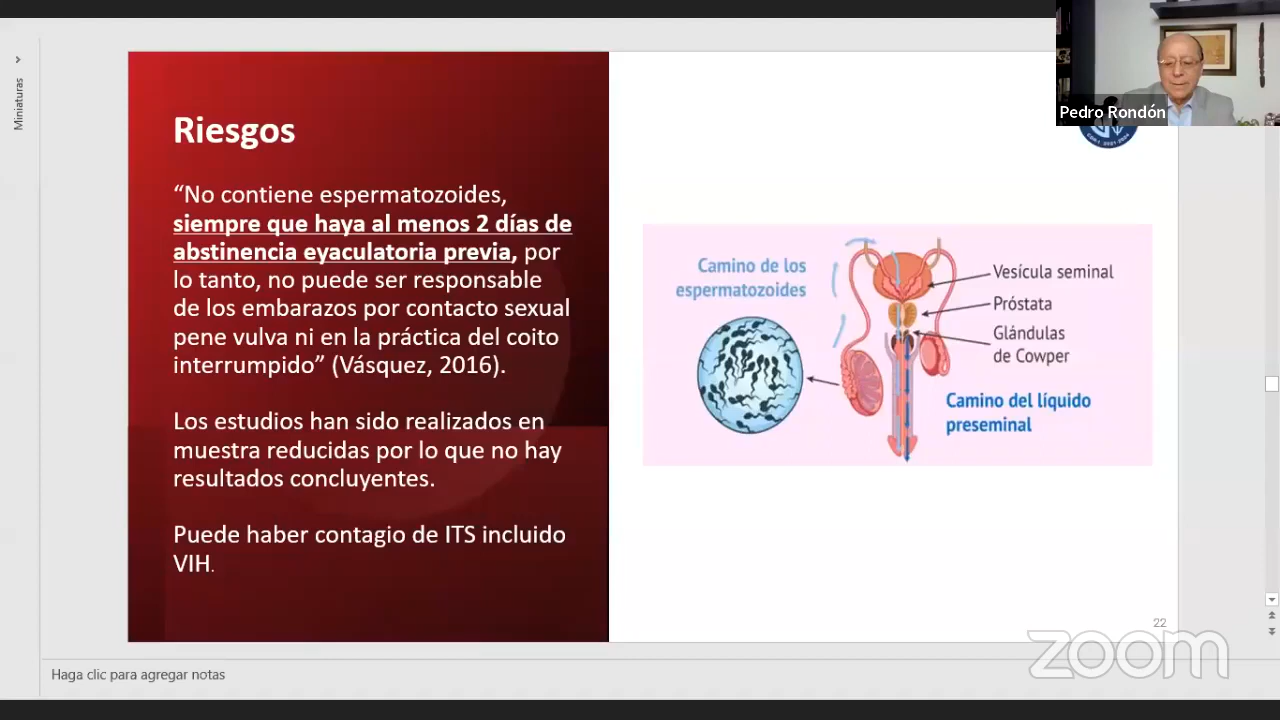 Miniaturas
Riesgos
“No contiene espermatozoides,
siempre que haya al menos 2 días de
abstinencia eyaculatoria previa, por
lo tanto, no puede ser responsable
de los embarazos por contacto sexual
pene vulva ni en la práctica del coito
interrumpido” (Vásquez, 2016).
Los estudios han sido realizados en
muestra reducidas por lo que no hay
resultados concluyentes.
Puede haber contagio de ITS incluido
VIH.
Pedro Rondón
Camino de los
espermatozoides
Vesícula seminal
Próstata
Glándulas
de Cowper
Camino del líquido
preseminal
22
Haga clic para agregar notas
zoom